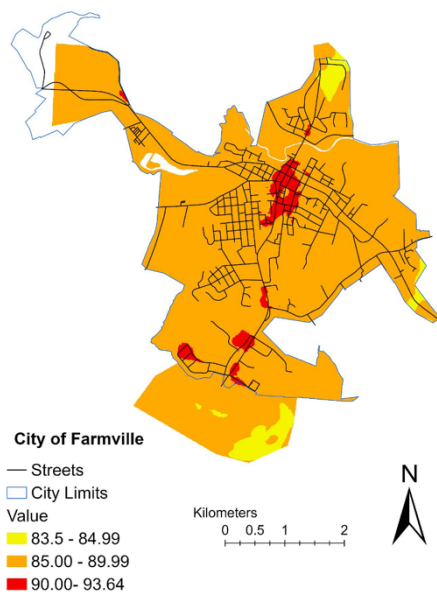 City of Farmville
Streets
City Limits
Value
83.5 - 84.99
85.00 - 89.99
90.00- 93.64
Kilometers
0 0.5 1 2
N